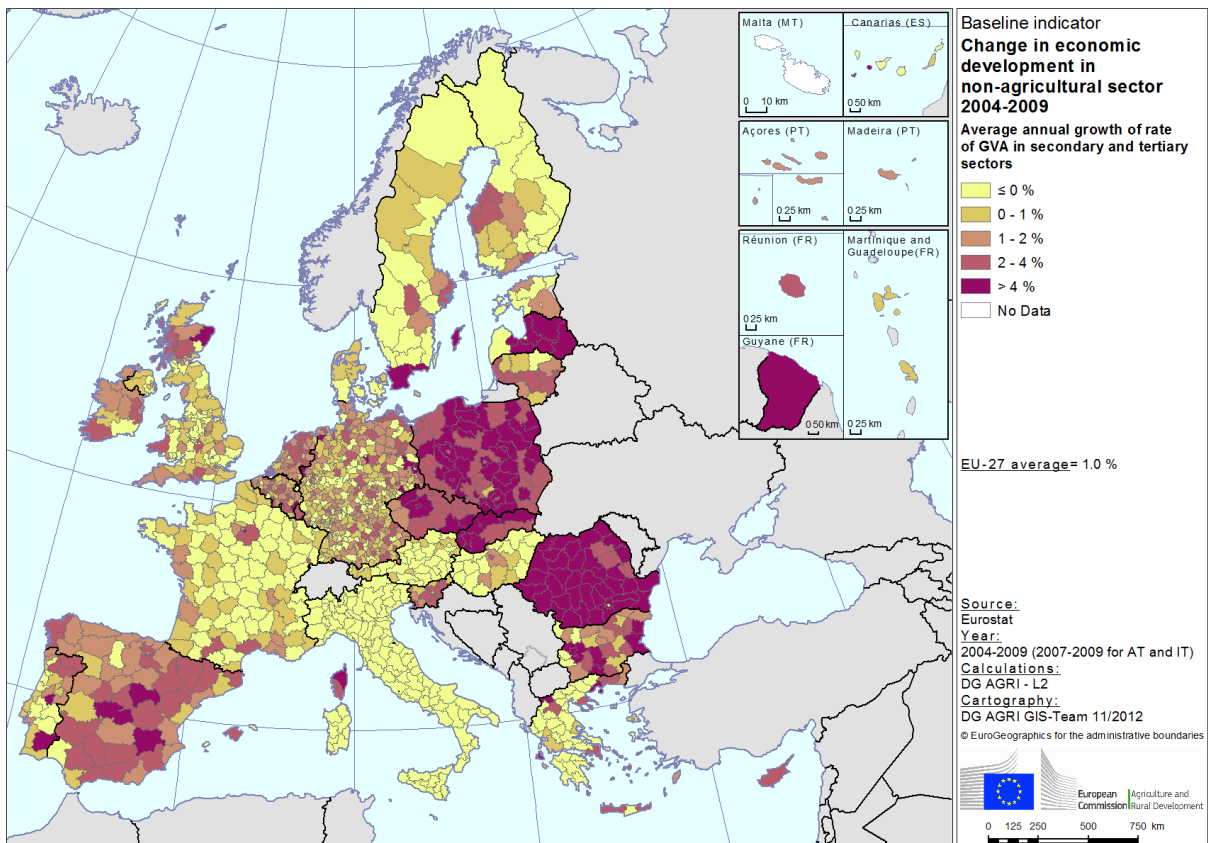 Malta (MT)
0 10 km
Canarias (ES)
0 50 km
Açores (PT)
0 25 km
Madeira (PT)
0 25 km
Réunion (FR)
0 25 km
Martinique and
Guadeloupe(FR)
0 25 km
Guyane (FR)
0 50 km
Baseline indicator
Change in economic
development in
non-agricultural sector
2004-2009
Average annual growth of rate
of GVA in secondary and tertiary
sectors
≤ 0 %
0 - 1 %
1 - 2 %
2 - 4 %
> 4 %
No Data
EU-27 average= 1.0 %
Source:
Eurostat
Year:
2004-2009 (2007-2009 for AT and IT)
Calculations:
DG AGRI - L2
Cartography:
DG AGRI GIS-Team 11/2012
© EuroGeographics for the administrative boundaries
European
Commission
Agriculture and
Rural Development
0 125 250 500 750 km